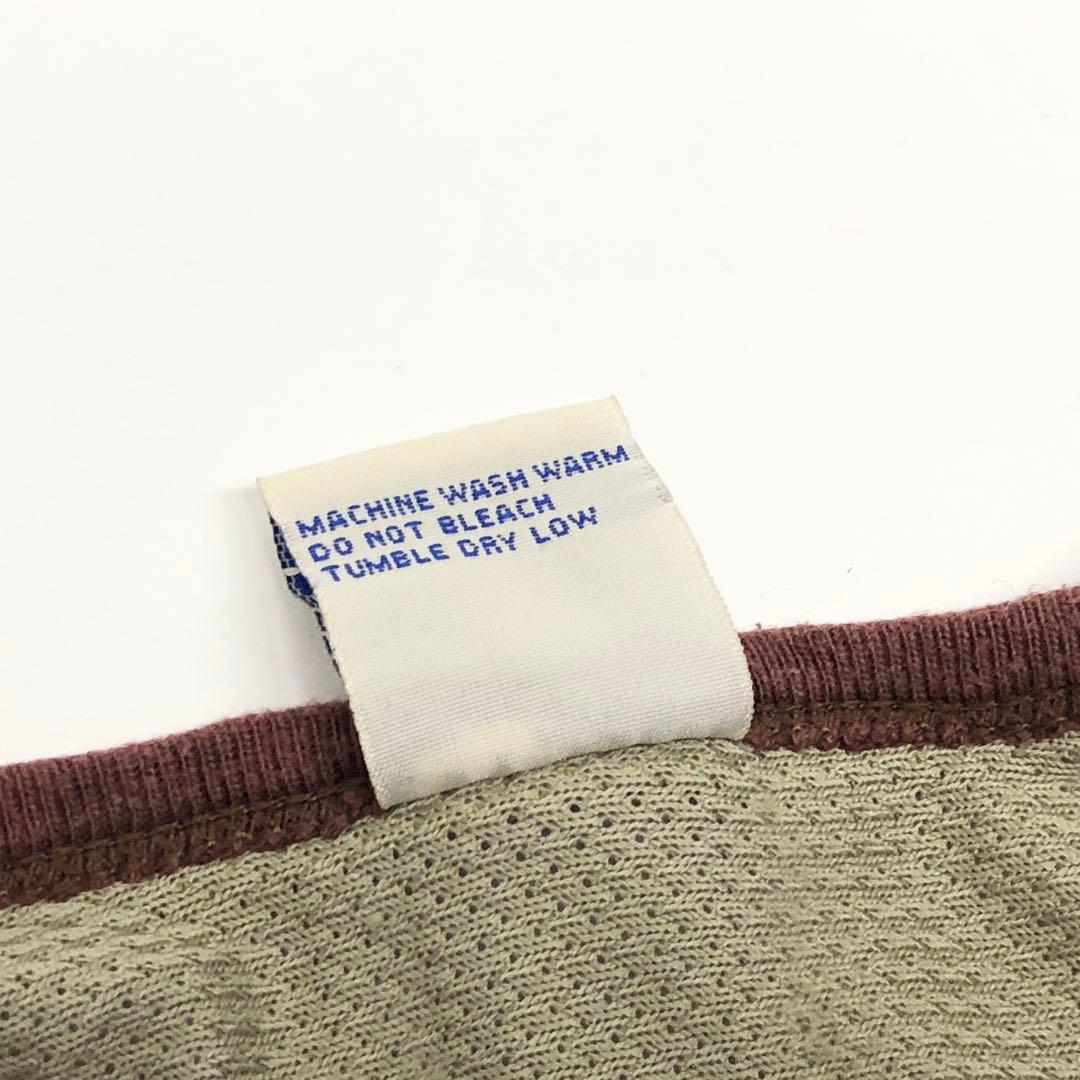 MACHINE WASH WARM
DO NOT BLEACH
TUMBLE DRY LOW